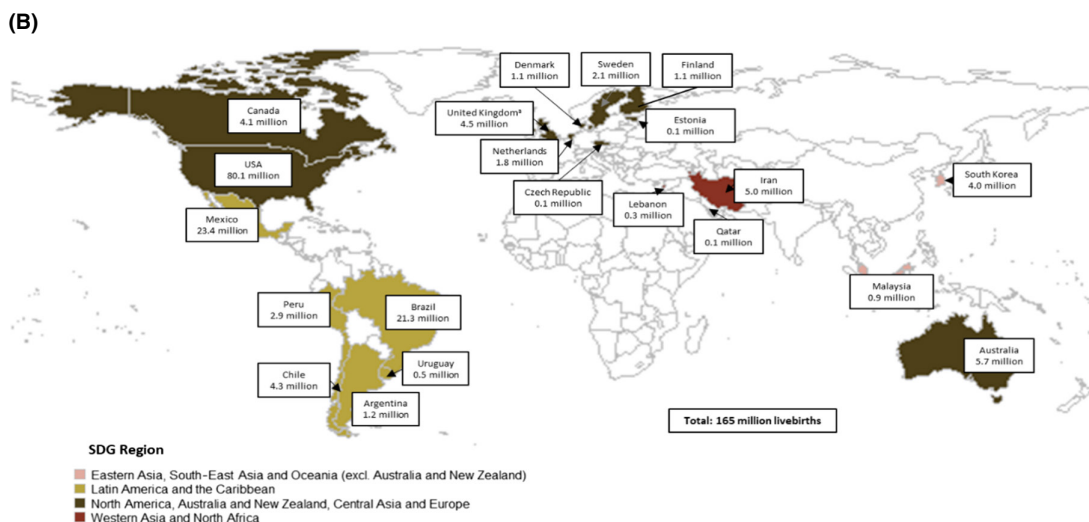 (B)
Denmark
1.1 million
Sweden
2.1 million
Finland
1.1 million
Canada
4.1 million
United Kingdomª
4.5 million
Estonia
0.1 million
Netherlands
1.8 million
USA
80.1 million
Czech Republic
0.1 million
Iran
5.0 million
South Korea
4.0 million
Lebanon
0.3 million
Mexico
23.4 million
Qatar
0.1 million
Malaysia
0.9 million
Peru
2.9 million
Brazil
21.3 million
Uruguay
0.5 million
Australia
5.7 million
Chile
4.3 million
Argentina
1.2 million
Total: 165 million livebirths
SDG Region
Eastern Asia, South-East Asia and Oceania (excl. Australia and New Zealand)
Latin America and the Caribbean
North America, Australia and New Zealand, Central Asia and Europe
Western Asia and North Africa